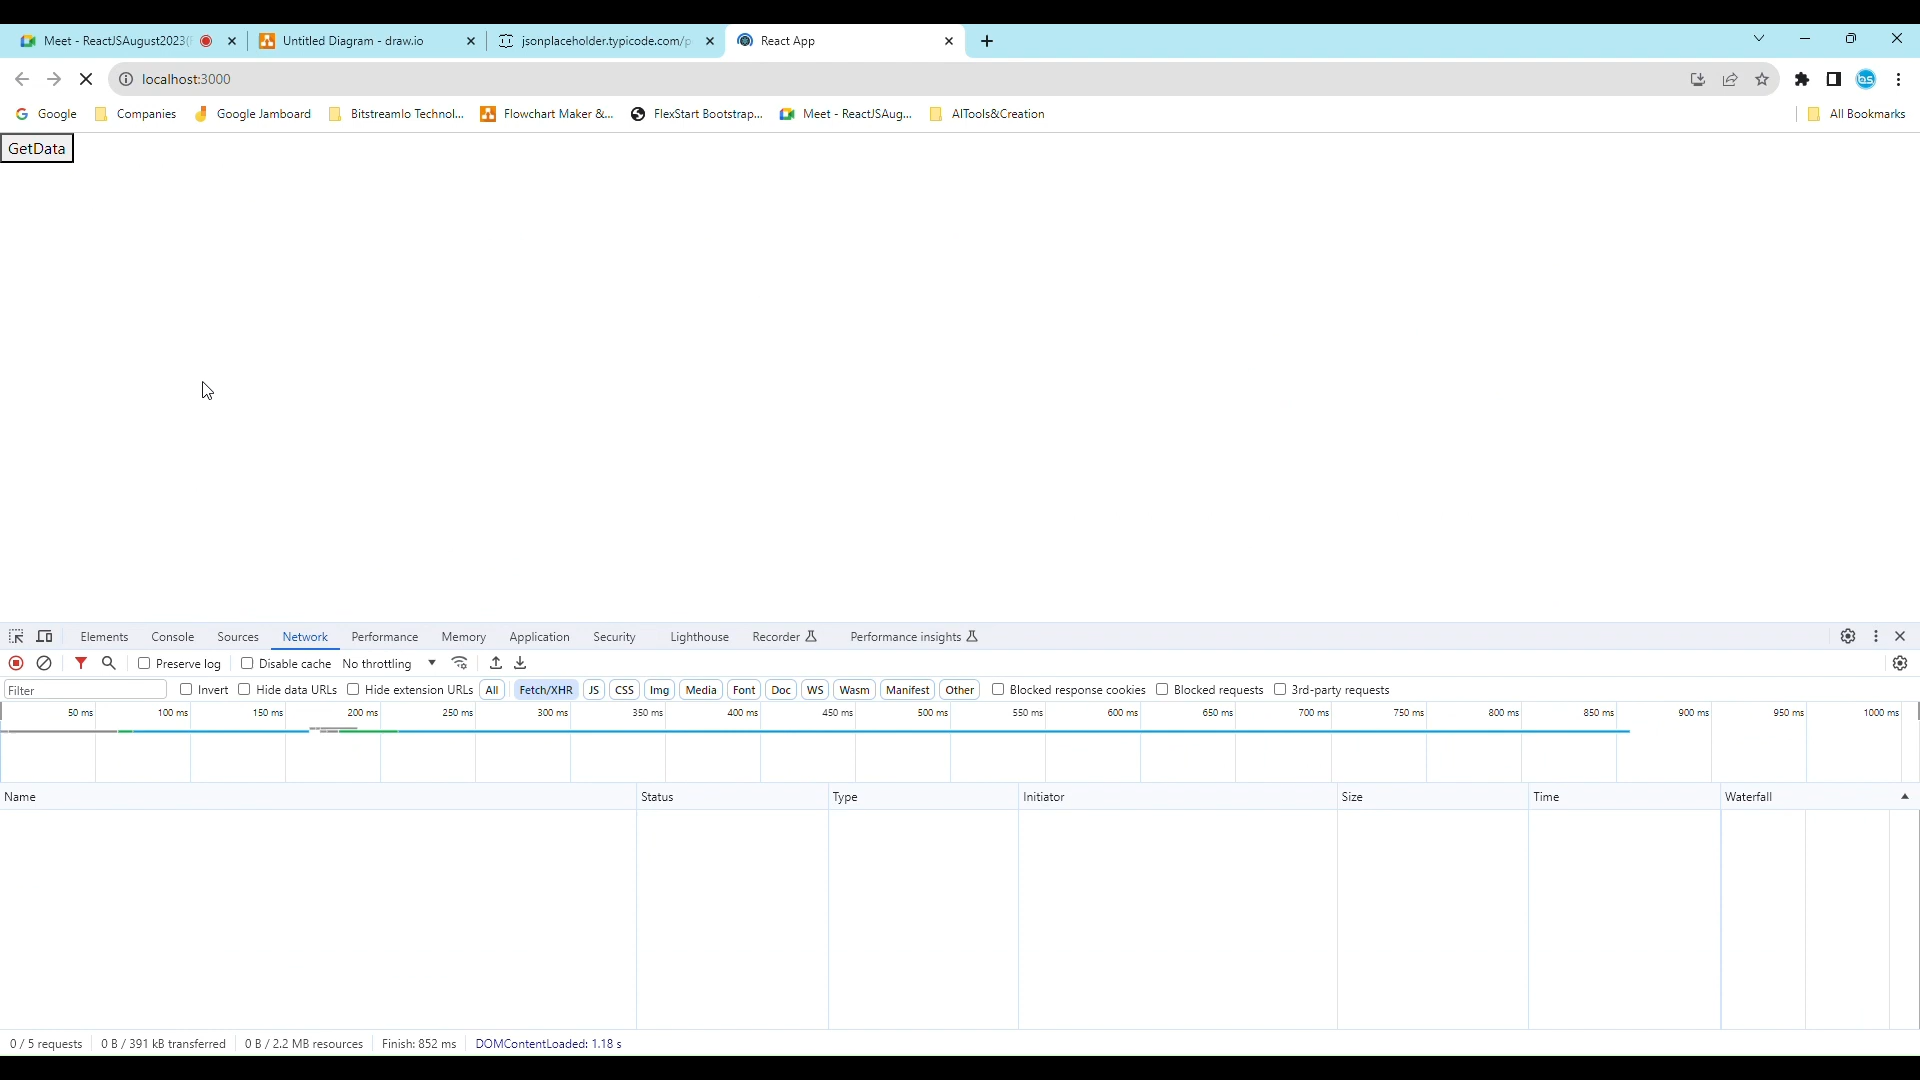 Meet - ReactJSAugust2023( Untitled Diagram - draw.io jsonplaceholder.typicode.com/p React App
localhost:3000
Google Companies Google Jamboard Bitstreamlo Technol... Flowchart Maker &... FlexStart Bootstrap... Meet - ReactJSAug... AITools&Creation All Bookmarks
GetData
Elements Console Sources Network Performance Memory Application Security Lighthouse Recorder Performance insights
Preserve log Disable cache No throttling
Filter Invert Hide data URLs Hide extension URLs All Fetch/XHR JS CSS Img Media Font Doc WS Wasm Manifest Other Blocked response cookies Blocked requests 3rd-party requests
50 ms 100 ms 150 ms 200 ms 250 ms 300 ms 350 ms 400 ms 450 ms 500 ms 550 ms 600 ms 650 ms 700 ms 750 ms 800 ms 850 ms 900 ms 950 ms 1000 ms
Name Status Type Initiator Size Time Waterfall
0 / 5 requests 0 B / 391 kB transferred 0 B / 2.2 MB resources Finish: 852 ms DOMContentLoaded: 1.18 s